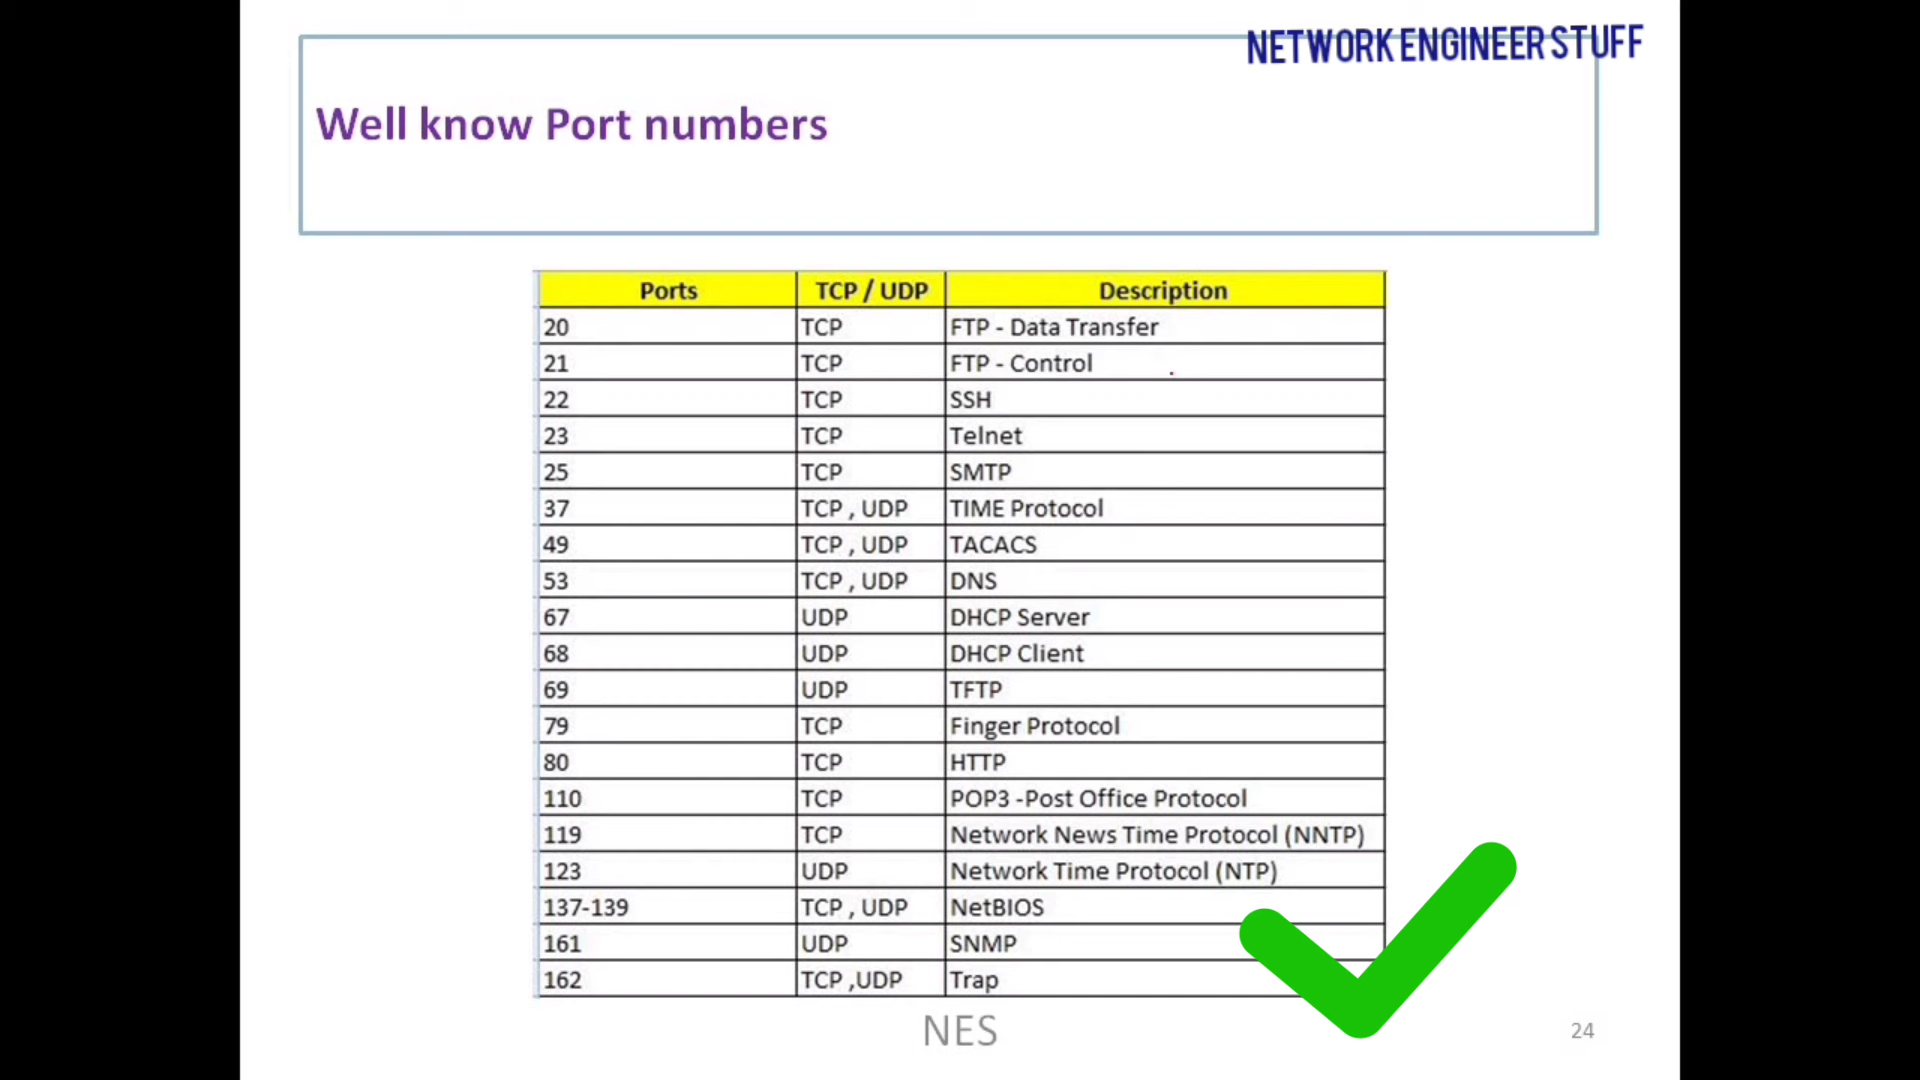 NETWORK ENGINEER STUFF
Well know Port numbers
Ports TCP / UDP Description
20 TCP FTP - Data Transfer
21 TCP FTP - Control
22 TCP SSH
23 TCP Telnet
25 TCP SMTP
37 TCP , UDP TIME Protocol
49 TCP , UDP TACACS
53 TCP , UDP DNS
67 UDP DHCP Server
68 UDP DHCP Client
69 UDP TFTP
79 TCP Finger Protocol
80 TCP HTTP
110 TCP POP3 -Post Office Protocol
119 TCP Network News Time Protocol (NNTP)
123 UDP Network Time Protocol (NTP)
137-139 TCP , UDP NetBIOS
161 UDP SNMP
162 TCP ,UDP Trap
NES
24